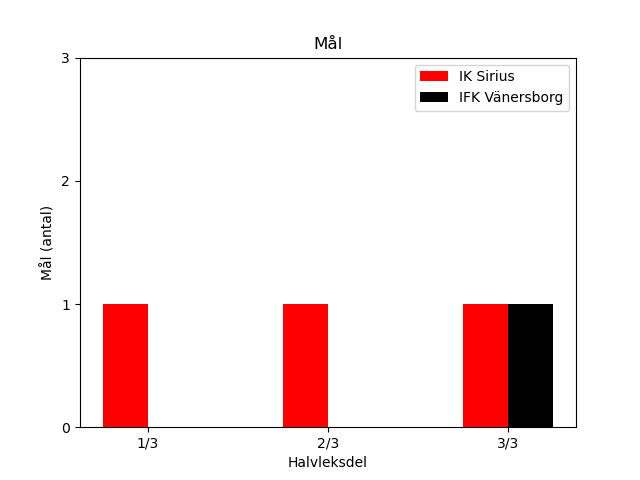 Mål
IK Sirius
IFK Vänersborg
3
2
1
0
Mål (antal)
1/3 2/3 3/3
Halvleksdel